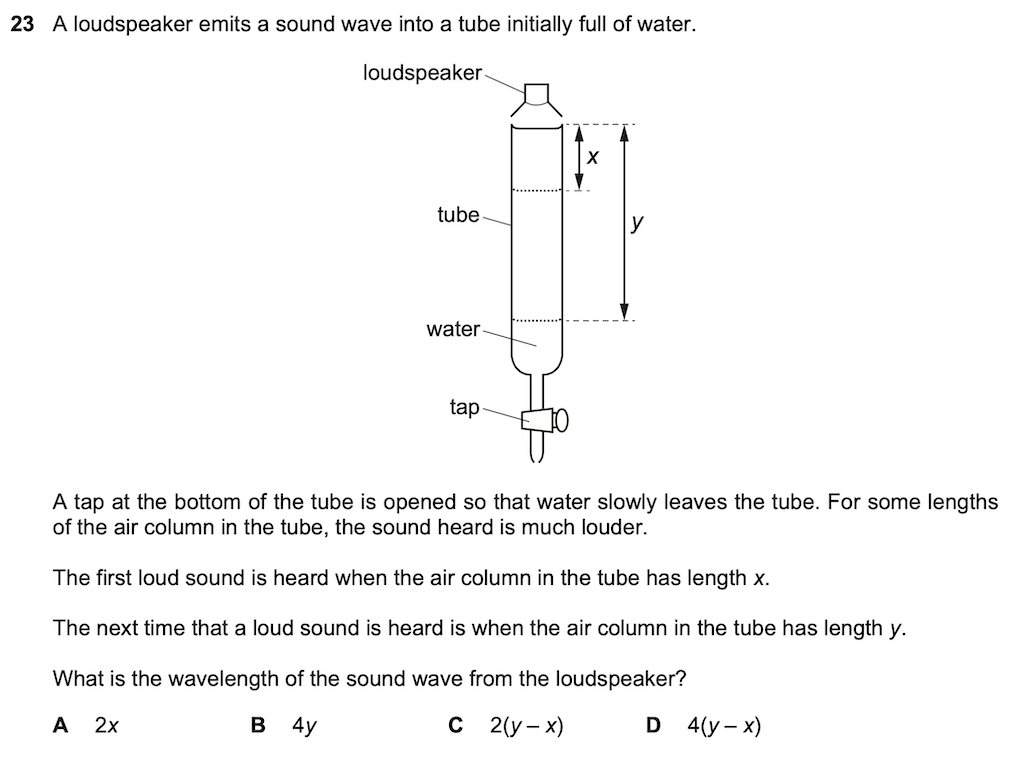 23 A loudspeaker emits a sound wave into a tube initially full of water.
loudspeaker
x
tube
y
water
tap
A tap at the bottom of the tube is opened so that water slowly leaves the tube. For some lengths
of the air column in the tube, the sound heard is much louder.
The first loud sound is heard when the air column in the tube has length x.
The next time that a loud sound is heard is when the air column in the tube has length y.
What is the wavelength of the sound wave from the loudspeaker?
A 2x B 4y C 2(y – x) D 4(y – x)